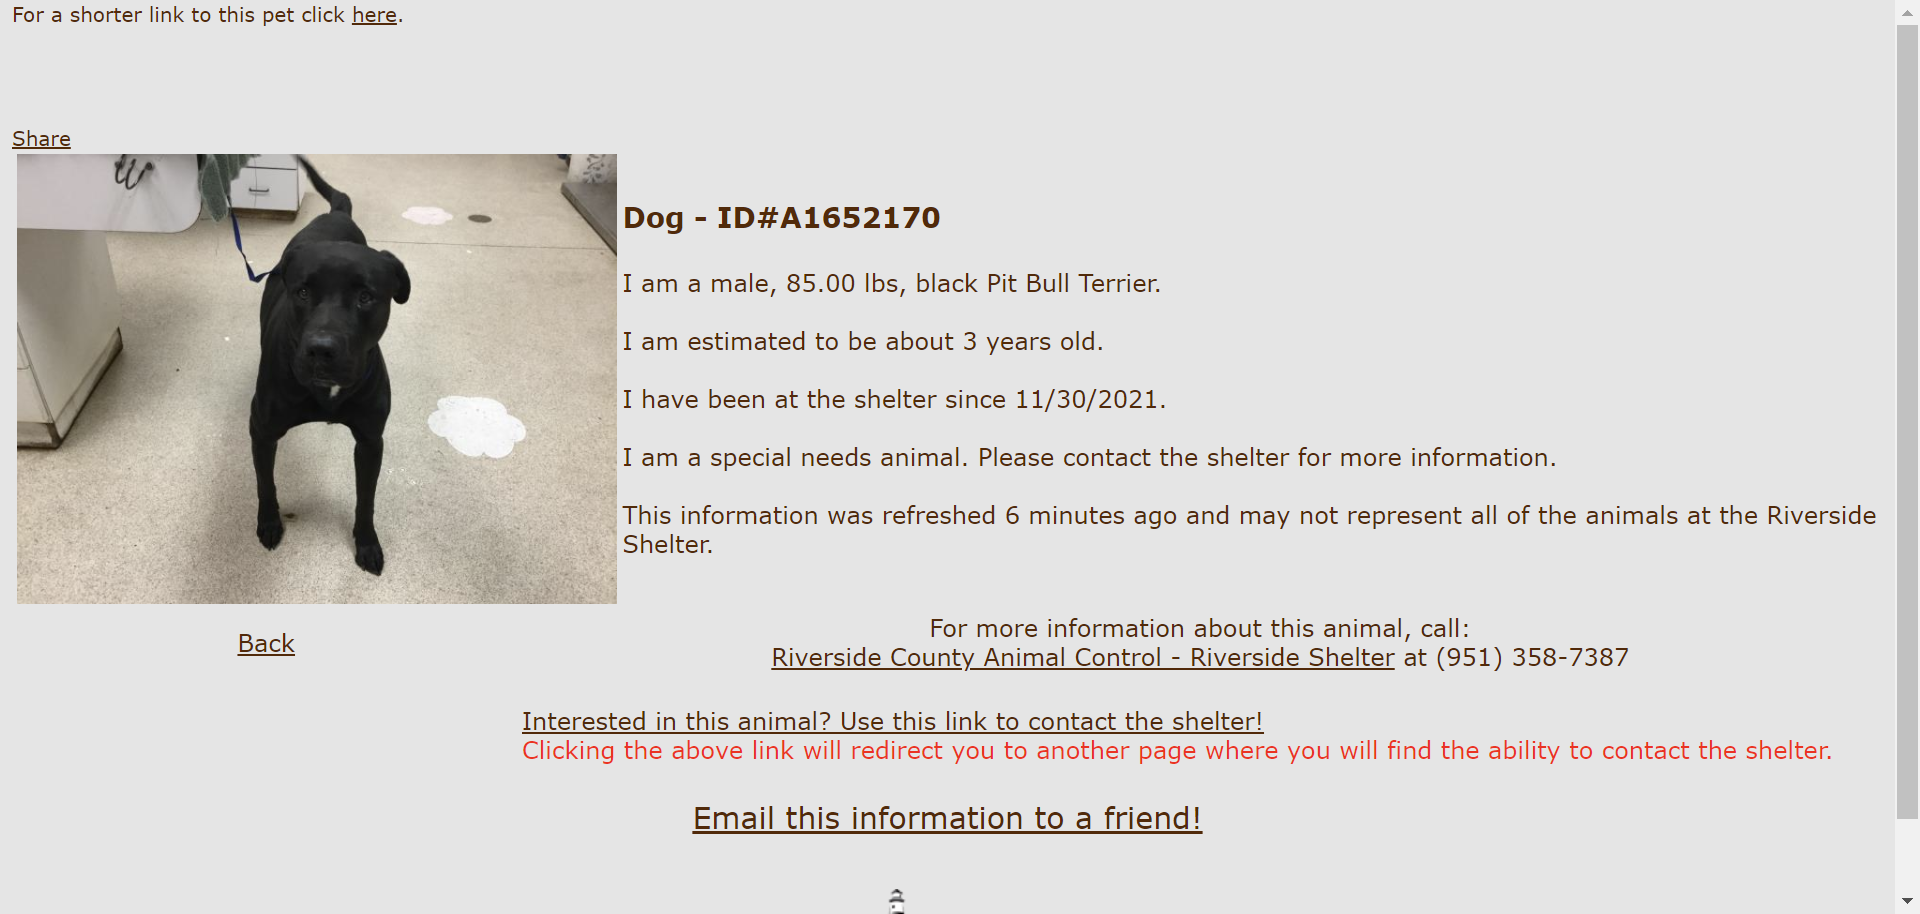 For a shorter link to this pet click here.
Share
Dog - ID#A1652170
I am a male, 85.00 lbs, black Pit Bull Terrier.
I am estimated to be about 3 years old.
I have been at the shelter since 11/30/2021.
I am a special needs animal. Please contact the shelter for more information.
This information was refreshed 6 minutes ago and may not represent all of the animals at the Riverside
Shelter.
Back
For more information about this animal, call:
Riverside County Animal Control - Riverside Shelter at (951) 358-7387
Interested in this animal? Use this link to contact the shelter!
Clicking the above link will redirect you to another page where you will find the ability to contact the shelter.
Email this information to a friend!